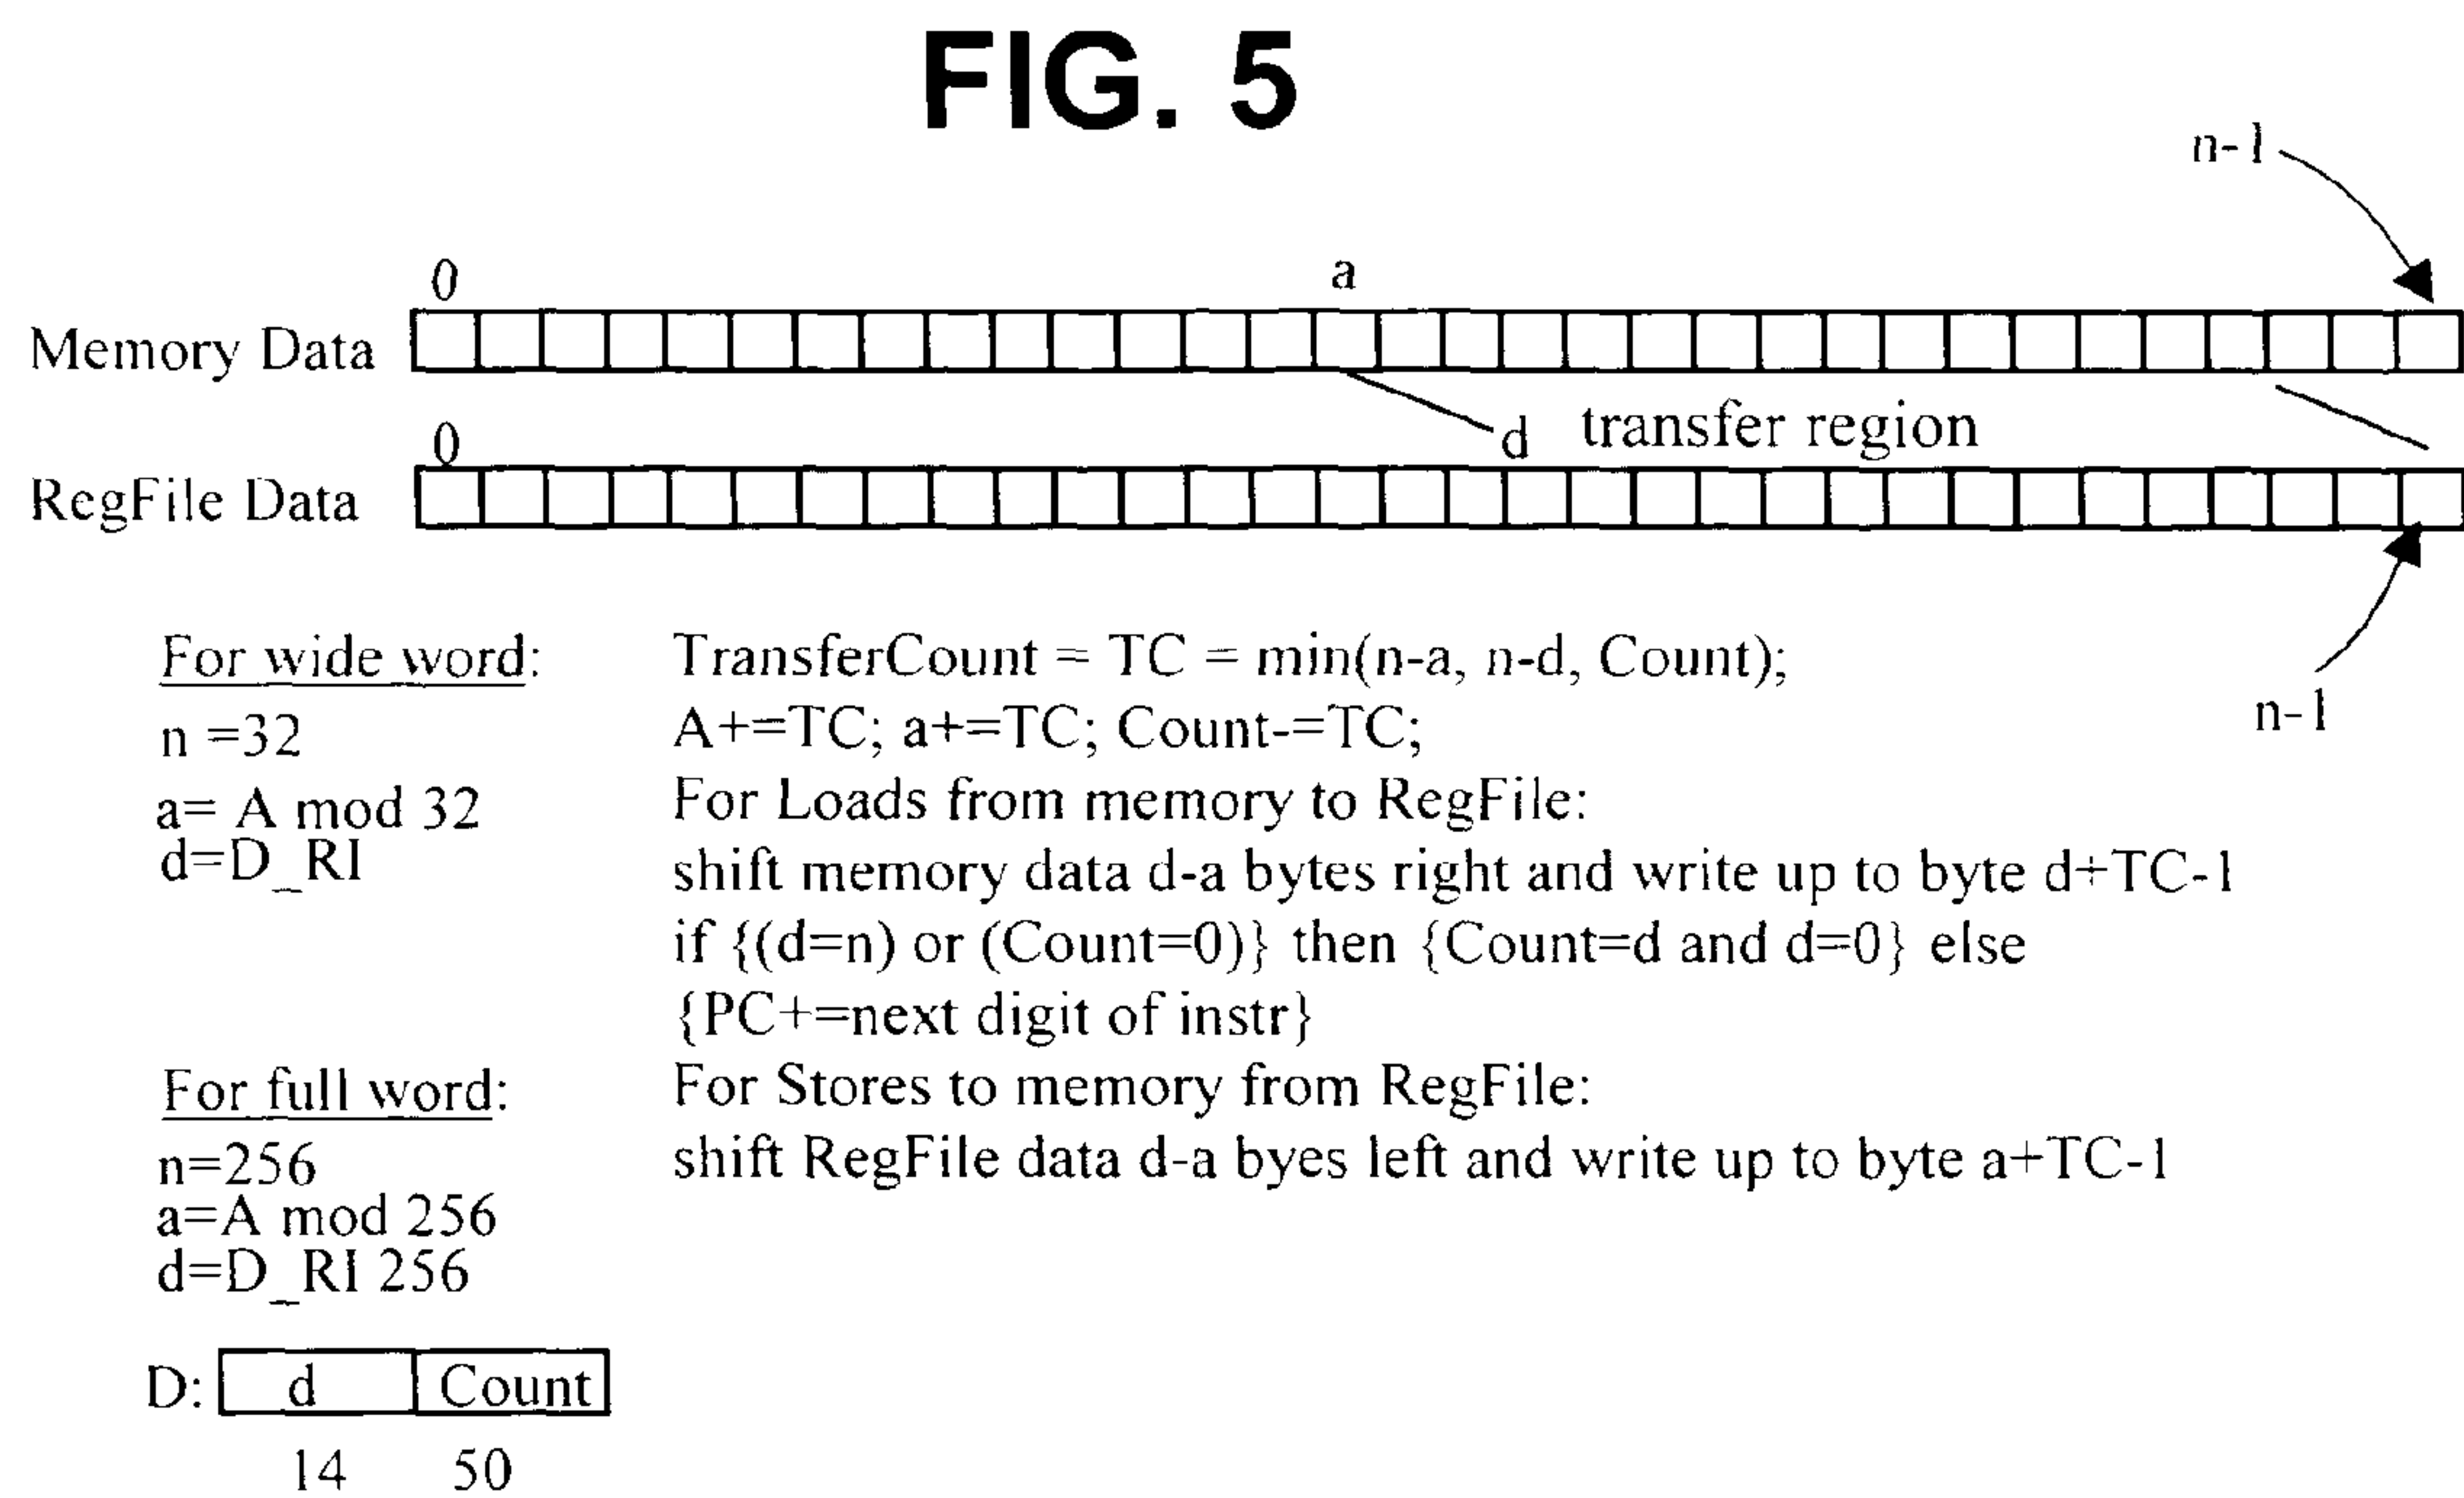 FIG. 5
n-1
0 a
Memory Data
d transfer region
0
RegFile Data
n-1
For wide word:
n =32
a= A mod 32
d=D_RI
For full word:
n=256
a=A mod 256
d=D_RI 256
D: d Count
14 50
TransferCount = TC = min(n-a, n-d, Count);
A+=TC; a+=TC; Count-=TC;
For Loads from memory to RegFile:
shift memory data d-a bytes right and write up to byte d+TC-1
if {(d=n) or (Count=0)} then {Count=d and d=0} else
{PC+=next digit of instr}
For Stores to memory from RegFile:
shift RegFile data d-a byes left and write up to byte a+TC-1